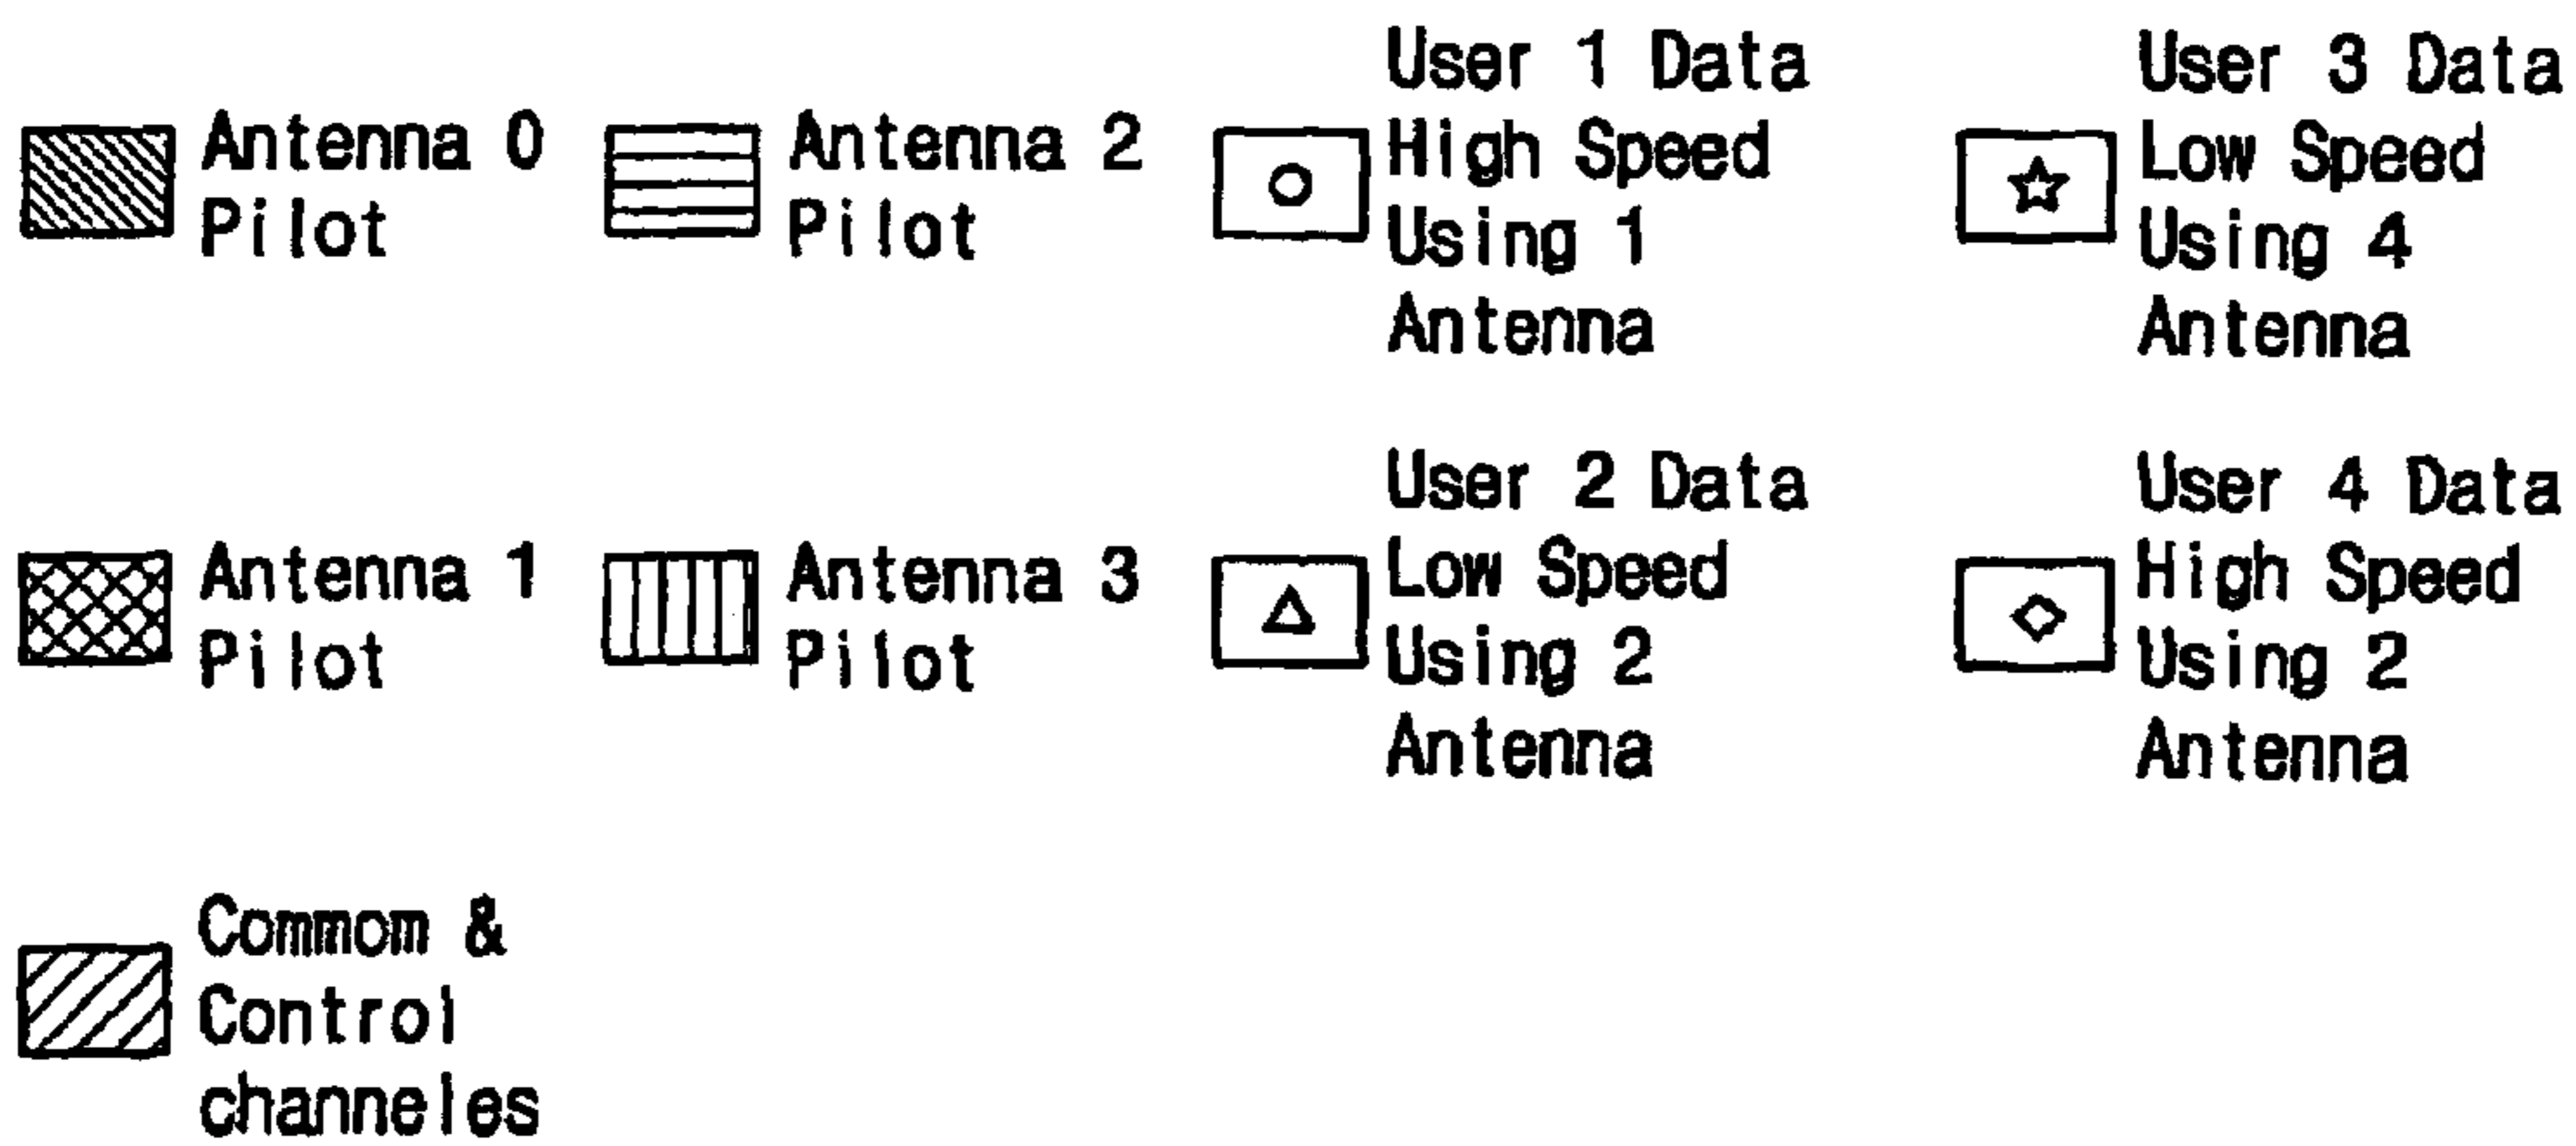 Antenna 0
Pilot
Antenna 2
Pilot
User 1 Data
High Speed
Using 1
Antenna
User 3 Data
Low Speed
Using 4
Antenna
Antenna 1
Pilot
Antenna 3
Pilot
User 2 Data
Low Speed
Using 2
Antenna
User 4 Data
High Speed
Using 2
Antenna
Commom &
Control
channeles